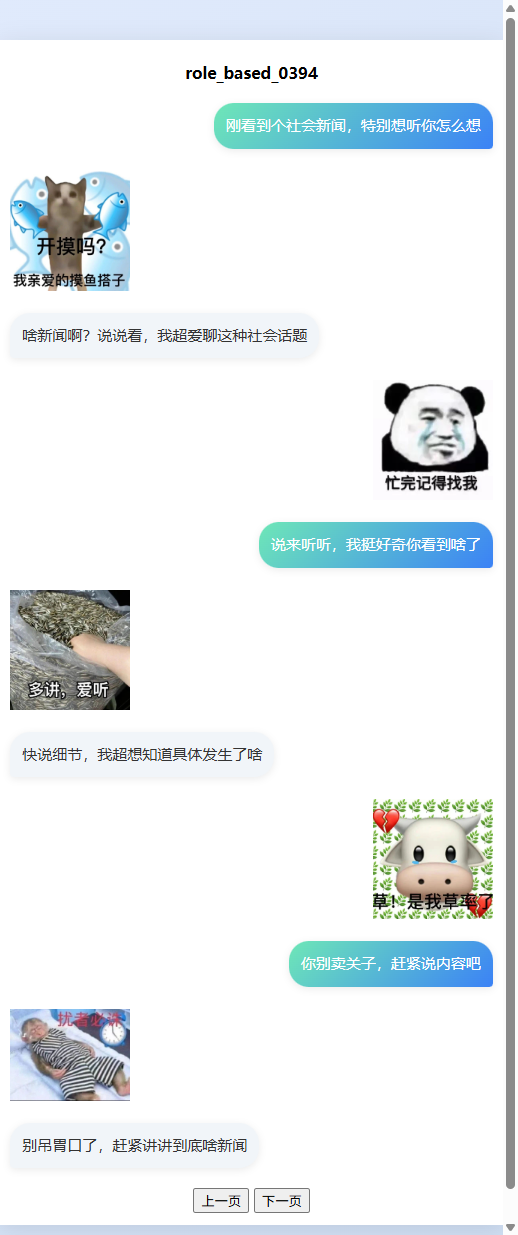 role_based_0394
刚看到个社会新闻，特别想听你怎么想
开摸吗？
我亲爱的摸鱼搭子
啥新闻啊？说说看，我超爱聊这种社会话题
忙完记得找我
说来听听，我挺好奇你看到啥了
多讲，爱听
快说细节，我超想知道具体发生了啥
草！是我草率了
你别卖关子，赶紧说内容吧
扰者必诛
别吊胃口了，赶紧讲讲到底啥新闻
上一页 下一页